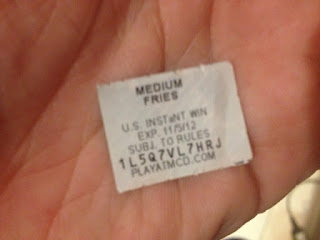 MEDIUM
FRIES
U.S. INSTaNT WIN
EXP. 11/5/12
SUBJ. TO RULES
1L5Q7VL7HRJ
PLAYATMCD.COM